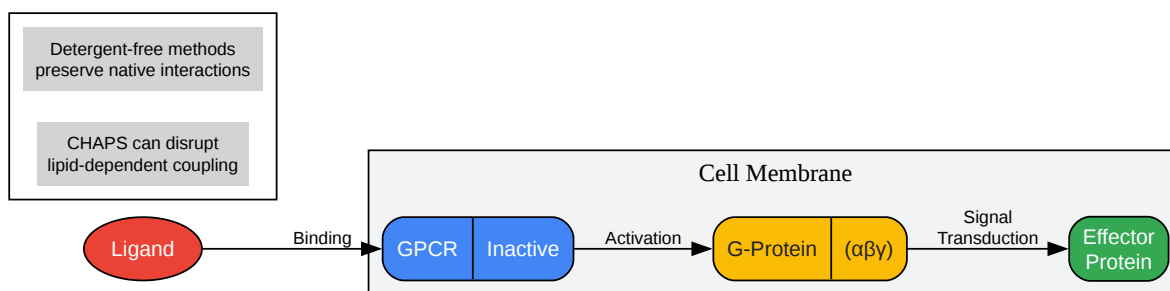 Detergent-free methods
preserve native interactions
CHAPS can disrupt
lipid-dependent coupling
Cell Membrane
Ligand
Binding
GPCR
Inactive
Activation
G-Protein
(αβγ)
Signal
Transduction
Effector
Protein